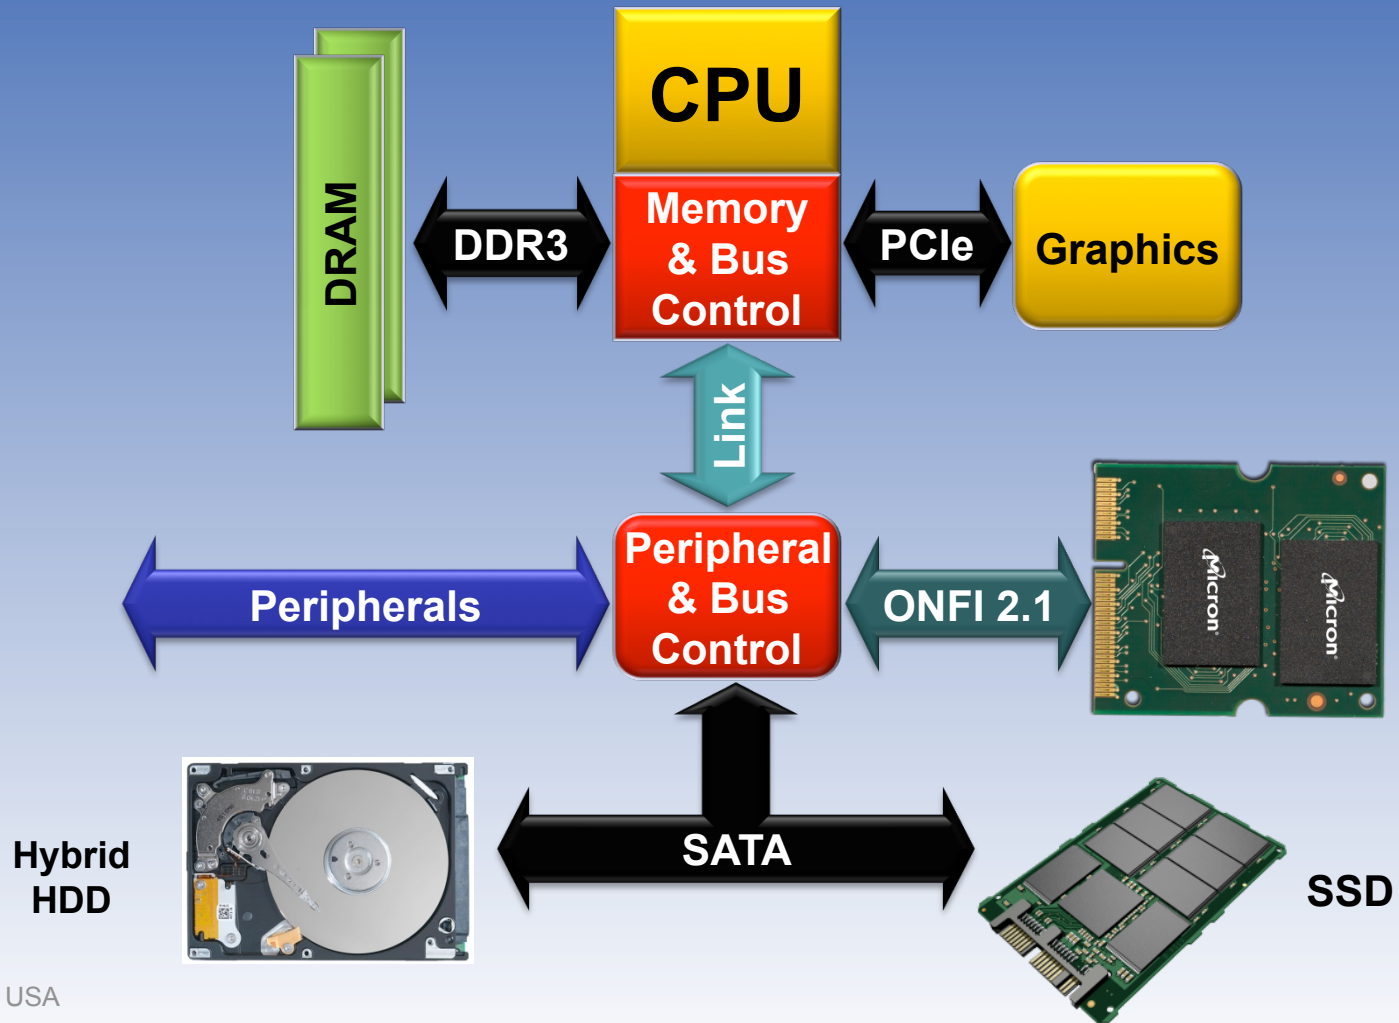 CPU
DRAM
DDR3
Memory
& Bus
Control
PCIe
Graphics
Link
Peripherals
Peripheral
& Bus
Control
ONFI 2.1
Micron
Micron
SATA
Hybrid
HDD
SSD
USA